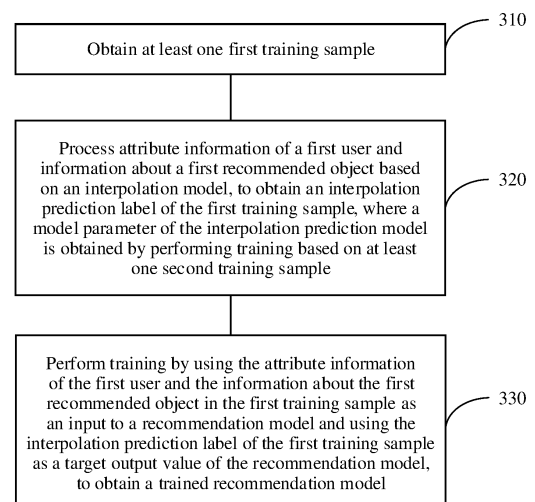 310
Obtain at least one first training sample
Process attribute information of a first user and
information about a first recommended object based
on an interpolation model, to obtain an interpolation
prediction label of the first training sample, where a
model parameter of the interpolation prediction model
is obtained by performing training based on at least
one second training sample
320
Perform training by using the attribute information
of the first user and the information about the first
recommended object in the first training sample as
an input to a recommendation model and using the
interpolation prediction label of the first training sample
as a target output value of the recommendation model,
to obtain a trained recommendation model
330